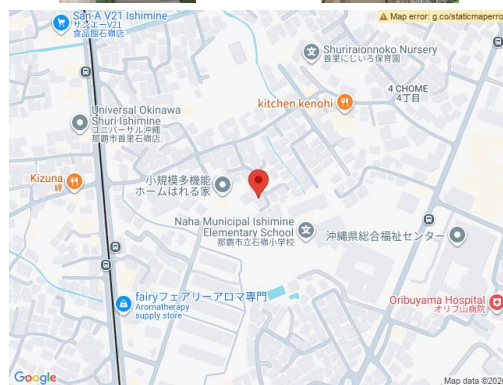 Map error: g.co/staticmaperro
San-A V21 Ishimine
サンエーV21
食品館石嶺店
Shuriraionnoko Nursery
首里にじいろ保育園
4 CHOME
4丁目
kitchen kenohi
Universal Okinawa
Shuri Ishimine
ユニバーサル沖縄
那覇市首里石嶺店
Kizuna
縁
小規模多機能
ホームはれる家
Naha Municipal Ishimine
Elementary School
那覇市立石嶺小学校
沖縄県総合福祉センター
fairyフェアリーアロマ専門
Aromatherapy
supply store
Oribuyama Hospital
オリブ山病院
Google
Map data ©202